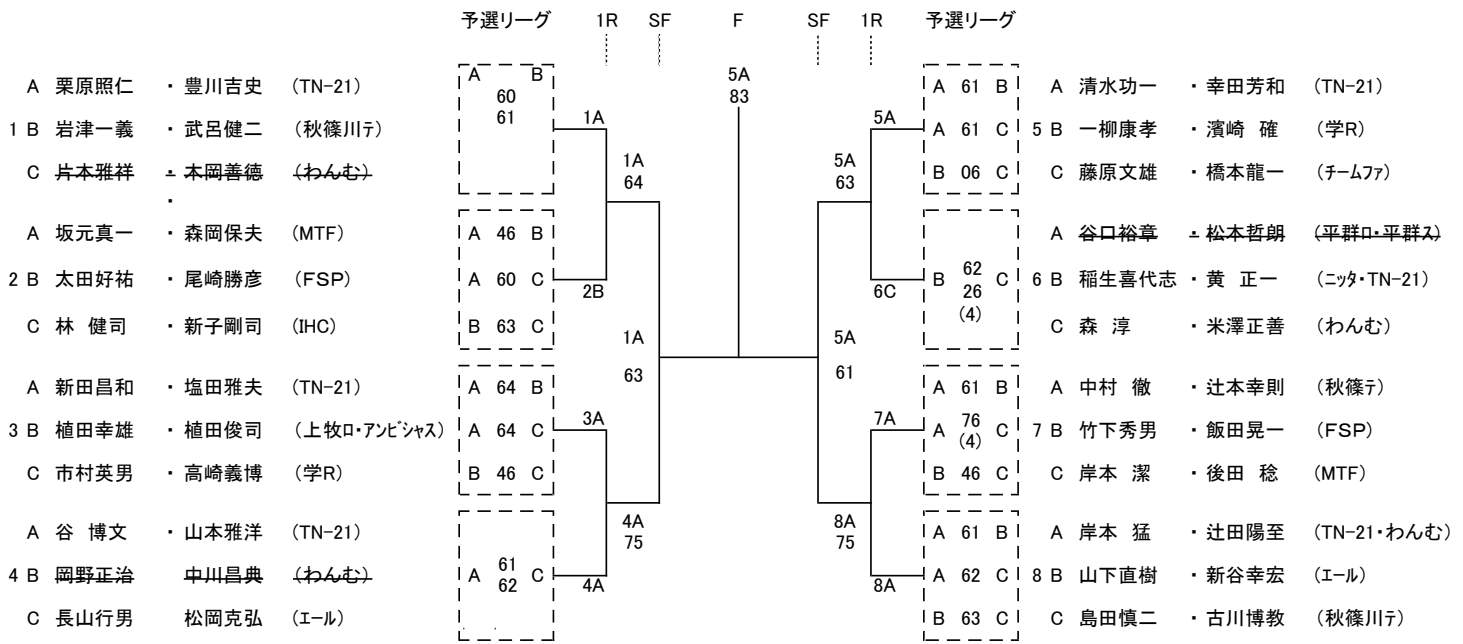 予選リーグ 1R SF F SF 1R 予選リーグ
A 栗原照仁 ・ 豊川吉史 (TN-21)
1 B 岩津一義 ・ 武呂健二 (秋篠川テ)
C 片本雅祥 ・ 木岡善徳 (わんむ)
・
A B
60
61
1A
A 坂元真一 ・ 森岡保夫 (MTF)
2 B 太田好祐 ・ 尾崎勝彦 (FSP)
C 林 健司 ・ 新子剛司 (IHC)
A 46 B
A 60 C
B 63 C
2B
1A
64
A 新田昌和 ・ 塩田雅夫 (TN-21)
3 B 植田幸雄 ・ 植田俊司 (上牧ロ・アンビシャス)
C 市村英男 ・ 高崎義博 (学R)
A 64 B
A 64 C
B 46 C
3A
A 谷 博文 ・ 山本雅洋 (TN-21)
4 B 岡野正治 中川昌典 (わんむ)
C 長山行男 松岡克弘 (エール)
A 61 C
62
4A
4A
75
1A
63
5A
83
5A
61
A 61 B
A 61 C
B 06 C
5A
A 清水功一 ・ 幸田芳和 (TN-21)
5 B 一柳康孝 ・ 濱崎 確 (学R)
C 藤原文雄 ・ 橋本龍一 (チームファ)
5A
63
B 62 C
26
(4)
6C
A 谷口裕章 ・ 松本哲朗 (平群ロ・平群ス)
6 B 稲生喜代志 ・ 黄 正一 (ニッタ・TN-21)
C 森 淳 ・ 米澤正善 (わんむ)
A 61 B
A 76 C
(4)
B 46 C
7A
A 中村 徹 ・ 辻本幸則 (秋篠テ)
7 B 竹下秀男 ・ 飯田晃一 (FSP)
C 岸本 潔 ・ 後田 稔 (MTF)
8A
75
A 61 B
A 62 C
B 63 C
8A
A 岸本 猛 ・ 辻田陽至 (TN-21・わんむ)
8 B 山下直樹 ・ 新谷幸宏 (エール)
C 島田慎二 ・ 古川博教 (秋篠川テ)